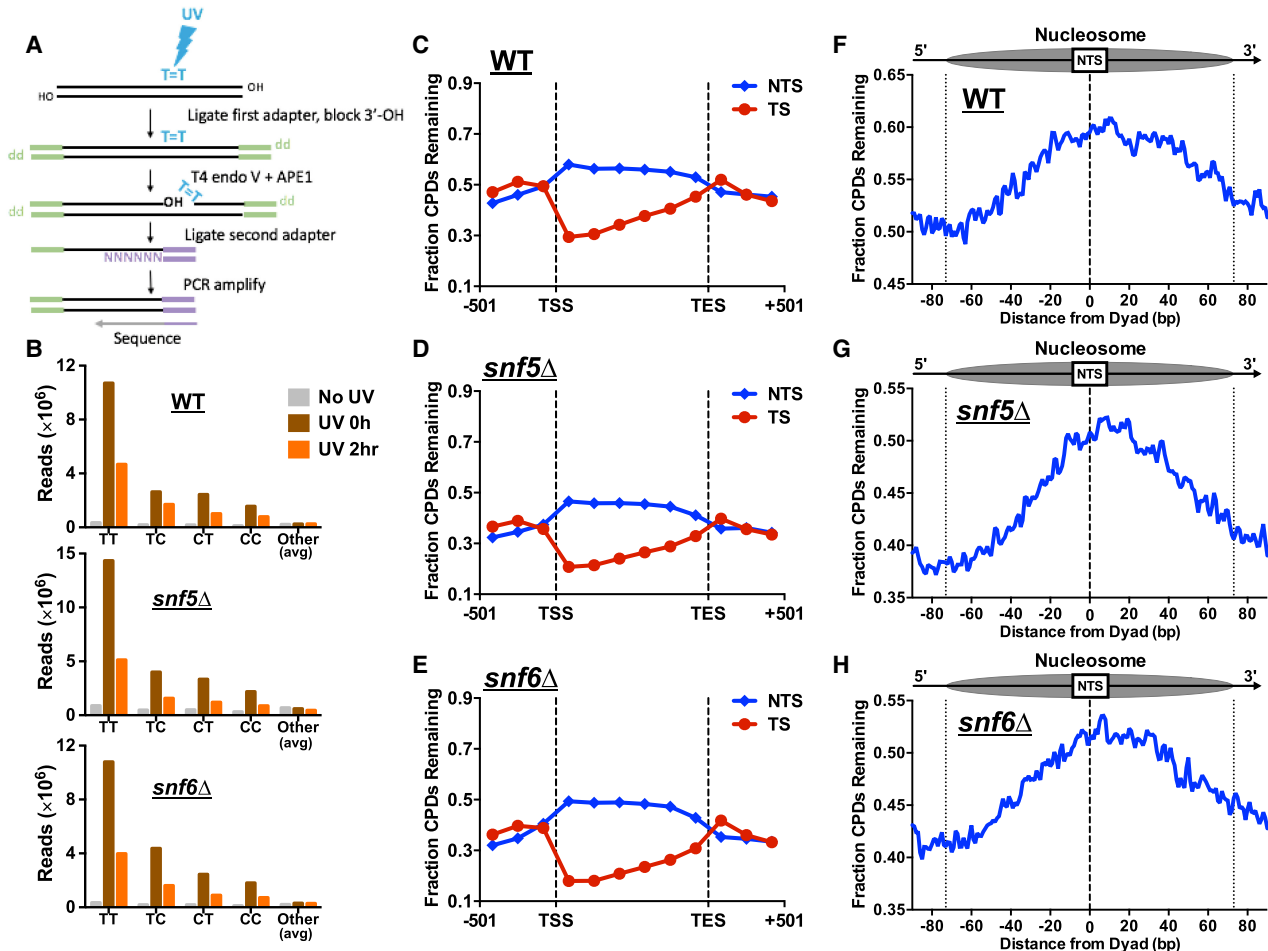 A
UV
T=T
HO
OH
Ligate first adapter, block 3'-OH
T=T
dd
dd
T4 endo V + APE1
T=T
OH
dd
dd
Ligate second adapter
NNNNNN
PCR amplify
Sequence
B
WT
No UV
UV 0h
UV 2hr
Reads (×10⁶)
12
8
4
0
TT
TC
CT
CC
Other
(avg)
snf5Δ
Reads (×10⁶)
15
10
5
0
TT
TC
CT
CC
Other
(avg)
snf6Δ
Reads (×10⁶)
12
8
4
0
TT
TC
CT
CC
Other
(avg)
C
WT
NTS
TS
Fraction CPDs Remaining
0.9
0.7
0.5
0.3
0.1
-501
TSS
TES
+501
D
snf5Δ
NTS
TS
Fraction CPDs Remaining
0.9
0.7
0.5
0.3
0.1
-501
TSS
TES
+501
E
snf6Δ
NTS
TS
Fraction CPDs Remaining
0.9
0.7
0.5
0.3
0.1
-501
TSS
TES
+501
F
Nucleosome
5'
NTS
3'
WT
Fraction CPDs Remaining
0.65
0.60
0.55
0.50
0.45
-80 -60 -40 -20 0 20 40 60 80
Distance from Dyad (bp)
G
Nucleosome
5'
NTS
3'
snf5Δ
Fraction CPDs Remaining
0.55
0.50
0.45
0.40
0.35
-80 -60 -40 -20 0 20 40 60 80
Distance from Dyad (bp)
H
Nucleosome
5'
NTS
3'
snf6Δ
Fraction CPDs Remaining
0.55
0.50
0.45
0.40
0.35
-80 -60 -40 -20 0 20 40 60 80
Distance from Dyad (bp)